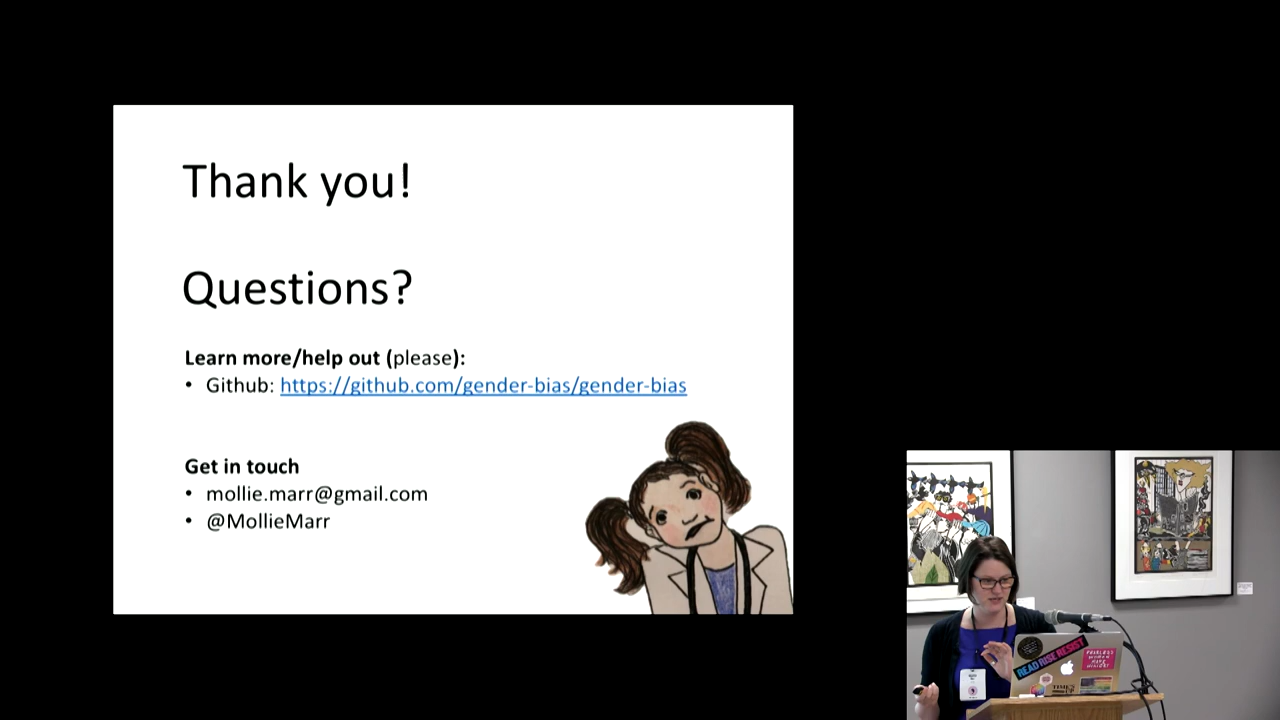 Thank you!
Questions?
Learn more/help out (please):
• Github: https://github.com/gender-bias/gender-bias
Get in touch
• mollie.marr@gmail.com
• @MollieMarr
READ RISE RESIST